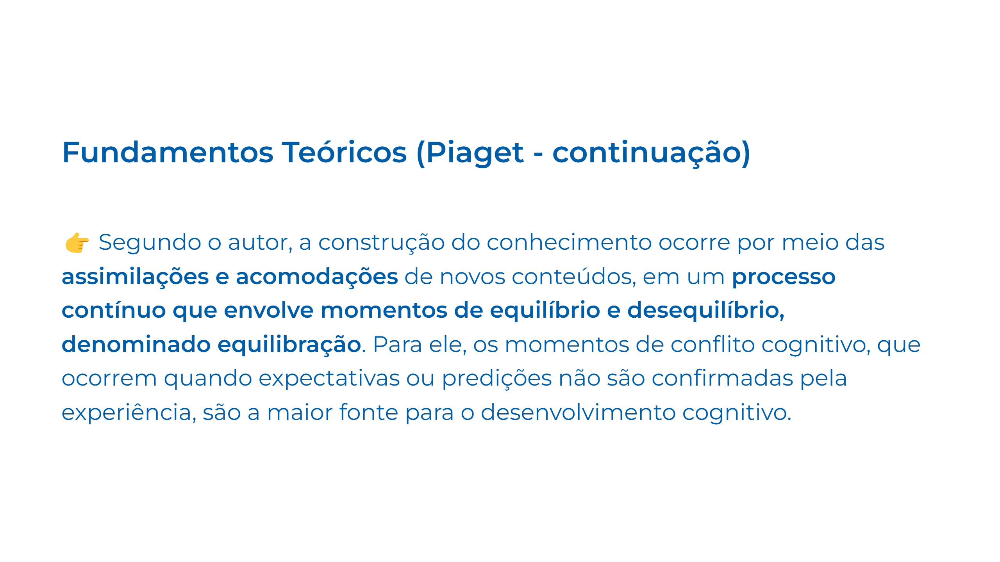 Fundamentos Teóricos (Piaget - continuação)
👉 Segundo o autor, a construção do conhecimento ocorre por meio das
assimilações e acomodações de novos conteúdos, em um processo
contínuo que envolve momentos de equilíbrio e desequilíbrio,
denominado equilibração. Para ele, os momentos de conflito cognitivo, que
ocorrem quando expectativas ou predições não são confirmadas pela
experiência, são a maior fonte para o desenvolvimento cognitivo.